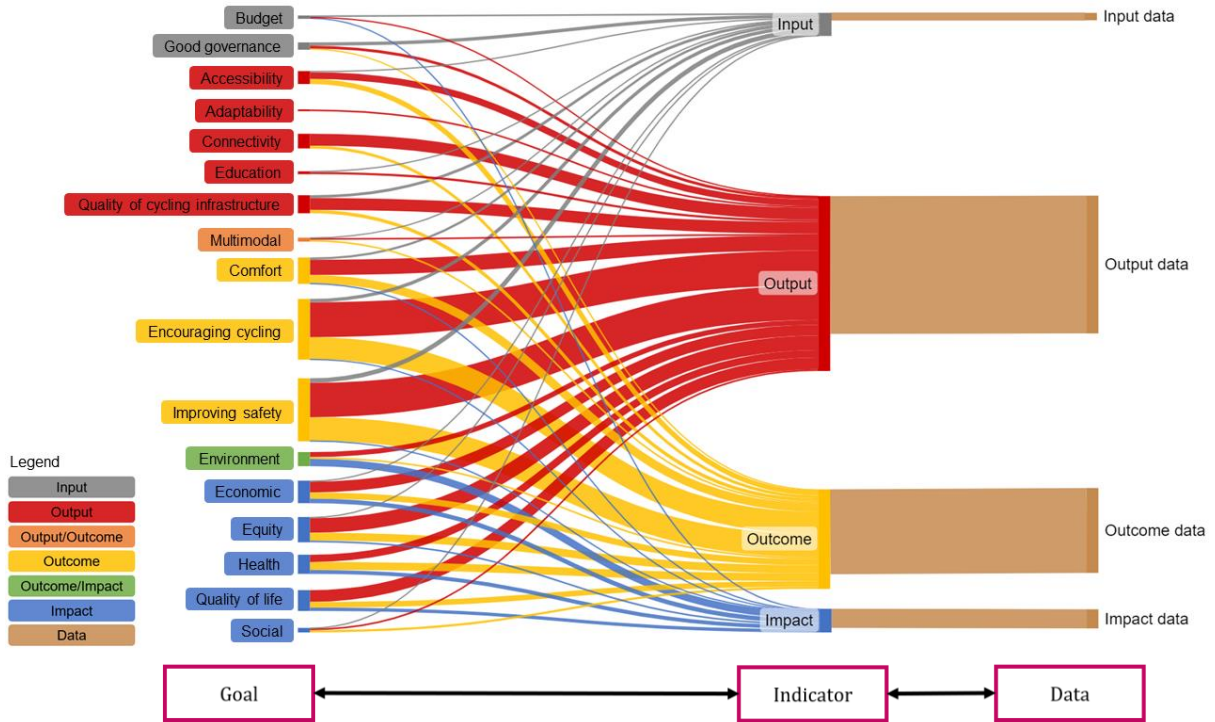 Budget
Good governance
Accessibility
Adaptability
Connectivity
Education
Quality of cycling infrastructure
Multimodal
Comfort
Encouraging cycling
Improving safety
Environment
Economic
Equity
Health
Quality of life
Social
Legend
Input
Output
Output/Outcome
Outcome
Outcome/Impact
Impact
Data
Input
Output
Outcome
Impact
Input data
Output data
Outcome data
Impact data
Goal
Indicator
Data